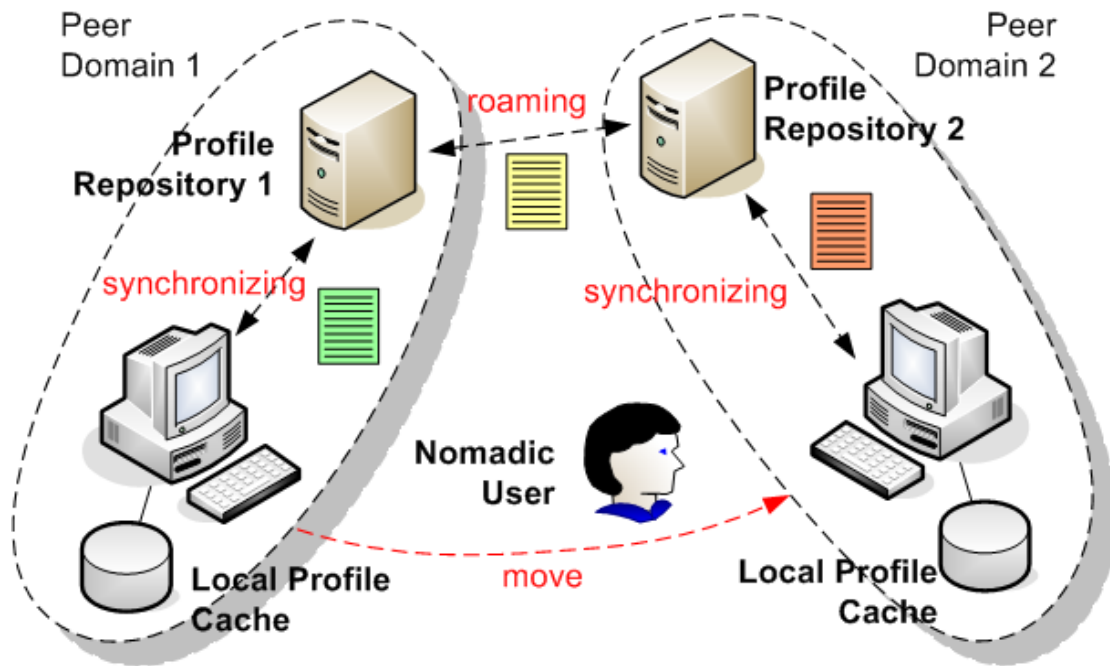 Peer
Domain 1
Peer
Domain 2
roaming
Profile
Repository 1
Profile
Repository 2
synchronizing
synchronizing
Nomadic
User
Local Profile
Cache
move
Local Profile
Cache